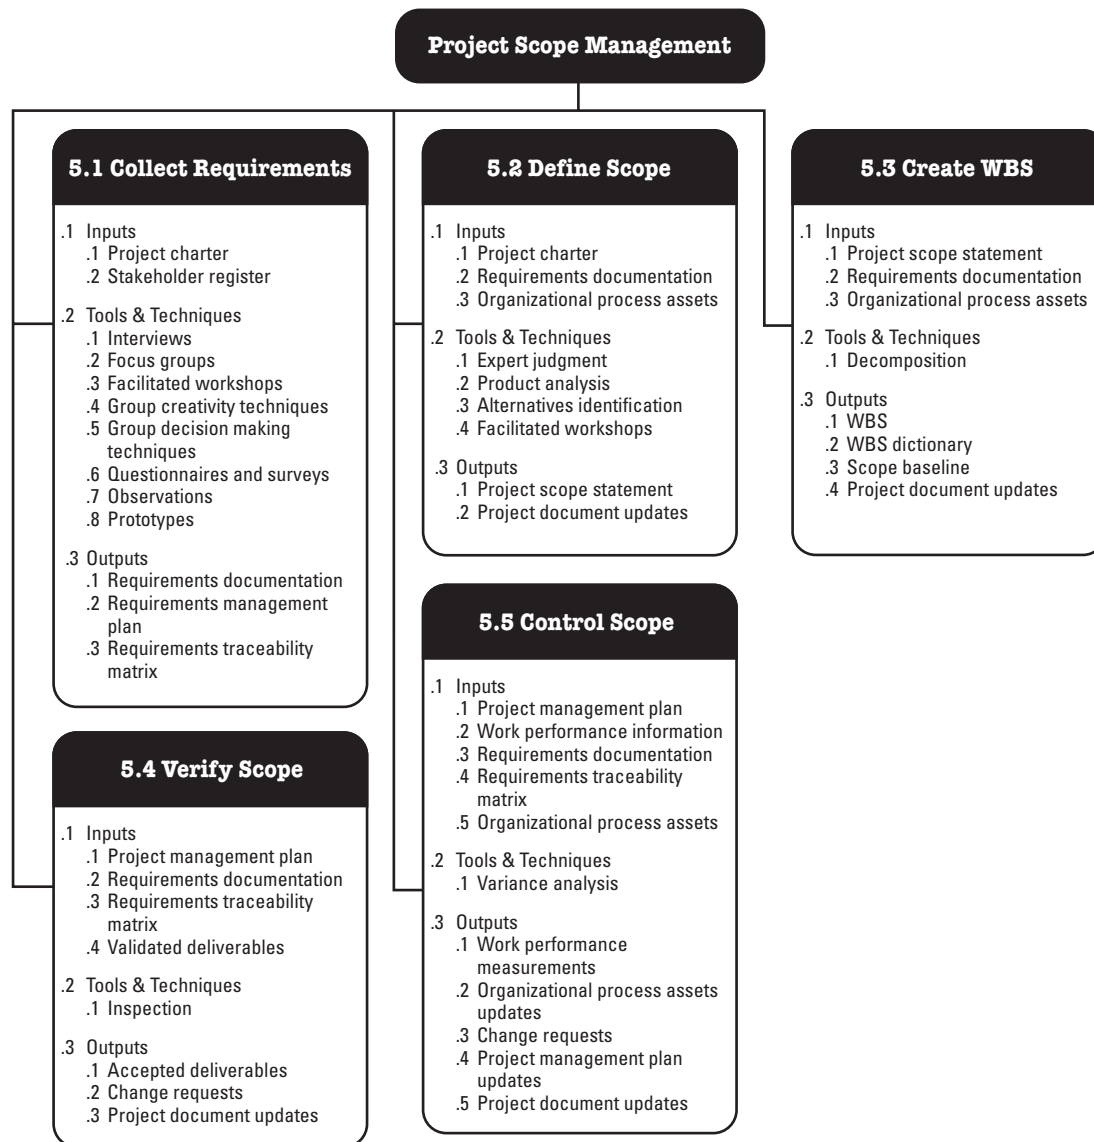 Project Scope Management
5.1 Collect Requirements
.1 Inputs
.1 Project charter
.2 Stakeholder register
.2 Tools & Techniques
.1 Interviews
.2 Focus groups
.3 Facilitated workshops
.4 Group creativity techniques
.5 Group decision making
techniques
.6 Questionnaires and surveys
.7 Observations
.8 Prototypes
.3 Outputs
.1 Requirements documentation
.2 Requirements management
plan
.3 Requirements traceability
matrix
5.2 Define Scope
.1 Inputs
.1 Project charter
.2 Requirements documentation
.3 Organizational process assets
.2 Tools & Techniques
.1 Expert judgment
.2 Product analysis
.3 Alternatives identification
.4 Facilitated workshops
.3 Outputs
.1 Project scope statement
.2 Project document updates
5.3 Create WBS
.1 Inputs
.1 Project scope statement
.2 Requirements documentation
.3 Organizational process assets
.2 Tools & Techniques
.1 Decomposition
.3 Outputs
.1 WBS
.2 WBS dictionary
.3 Scope baseline
.4 Project document updates
5.4 Verify Scope
.1 Inputs
.1 Project management plan
.2 Requirements documentation
.3 Requirements traceability
matrix
.4 Validated deliverables
.2 Tools & Techniques
.1 Inspection
.3 Outputs
.1 Accepted deliverables
.2 Change requests
.3 Project document updates
5.5 Control Scope
.1 Inputs
.1 Project management plan
.2 Work performance information
.3 Requirements documentation
.4 Requirements traceability
matrix
.5 Organizational process assets
.2 Tools & Techniques
.1 Variance analysis
.3 Outputs
.1 Work performance
measurements
.2 Organizational process assets
updates
.3 Change requests
.4 Project management plan
updates
.5 Project document updates